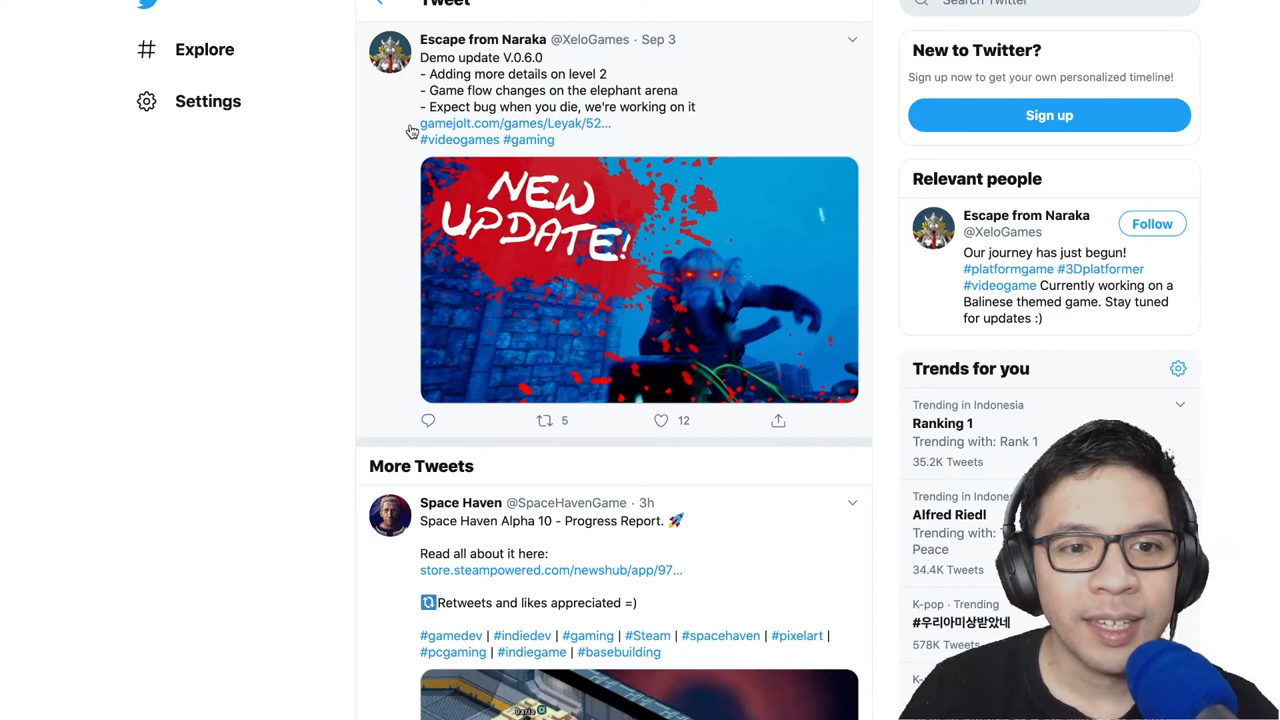 Tweet
Search Twitter
Explore
Settings
Escape from Naraka @XeloGames · Sep 3
Demo update V.0.6.0
- Adding more details on level 2
- Game flow changes on the elephant arena
- Expect bug when you die, we're working on it
gamejolt.com/games/Leyak/52...
#videogames #gaming
NEW
UPDATE!
5
12
More Tweets
Space Haven @SpaceHavenGame · 3h
Space Haven Alpha 10 - Progress Report. 🚀
Read all about it here:
store.steampowered.com/newshub/app/97...
🔃Retweets and likes appreciated =)
#gamedev | #indiedev | #gaming | #Steam | #spacehaven | #pixelart |
#pcgaming | #indiegame | #basebuilding
New to Twitter?
Sign up now to get your own personalized timeline!
Sign up
Relevant people
Escape from Naraka
@XeloGames
Follow
Our journey has just begun!
#platformgame #3Dplatformer
#videogame Currently working on a
Balinese themed game. Stay tuned
for updates :)
Trends for you
Trending in Indonesia
Ranking 1
Trending with: Rank 1
35.2K Tweets
Trending in
Alfred Riedl
Trending with:
Peace
34.4K Tweets
K-pop · Trending
#우리아미상받았네
578K Tweets